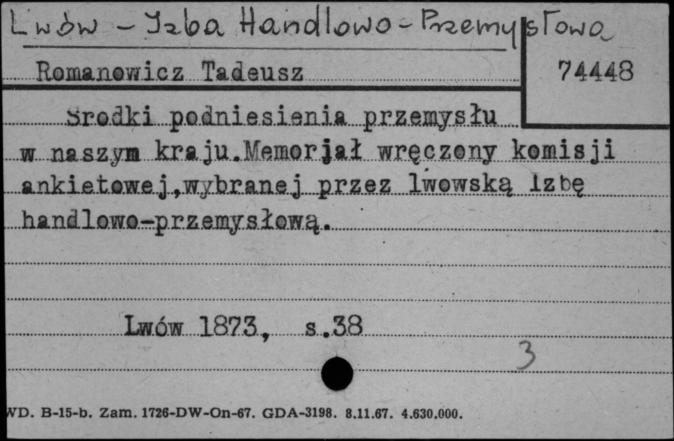 Lwów - Izba Handlowo-Przemysłowa
Romanowicz Tadeusz
74448
Środki podniesienia przemysłu
w naszym kraju.Memorjał wręczony komisji
ankietowej,wybranej przez lwowską Izbę
handlowo-przemysłową.
Lwów 1873, s.38
3
WD. B-15-b. Zam. 1726-DW-On-67. GDA-3198. 8.11.67. 4.630.000.